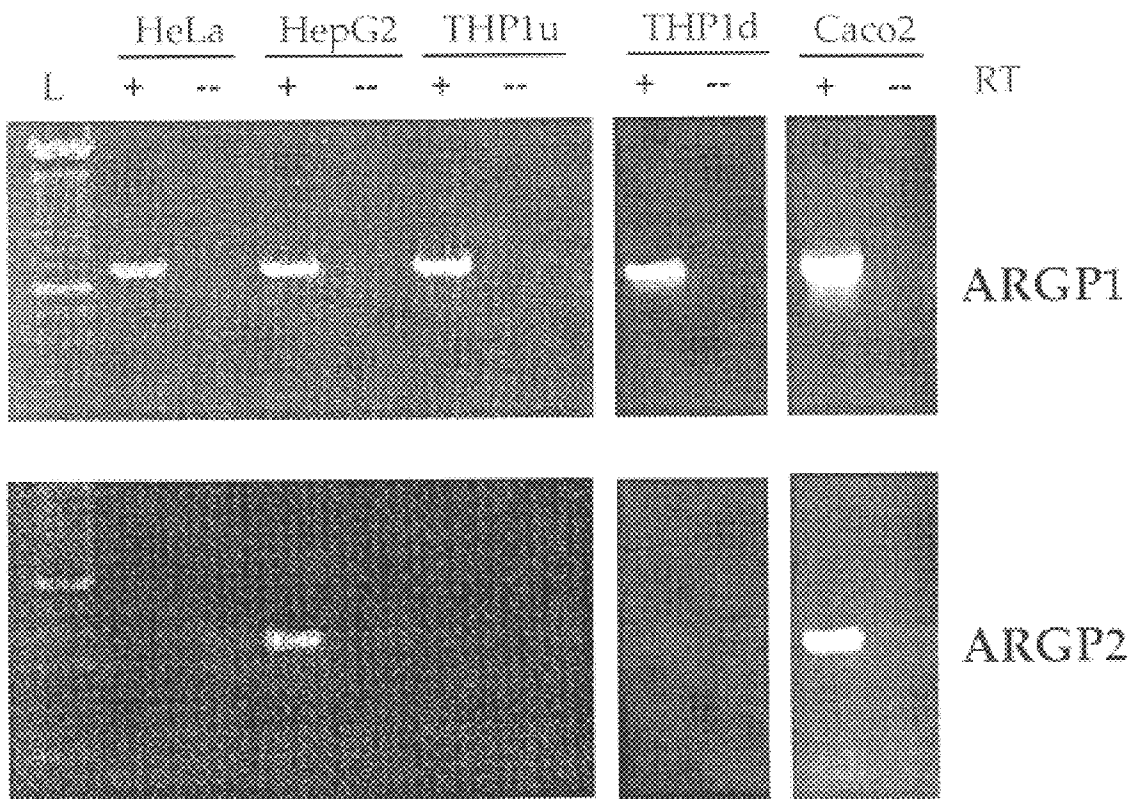 HeLa HepG2 THP1u THP1d Caco2
L + -- + -- + -- + -- + -- RT
ARGP1
ARGP2